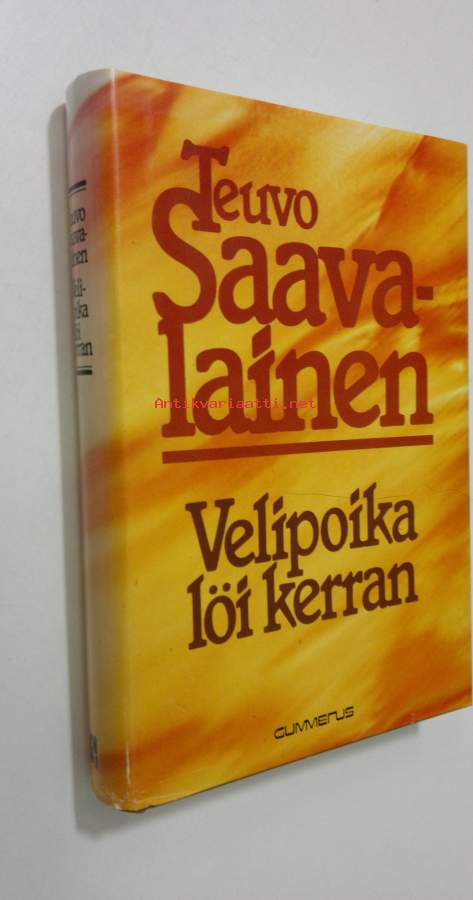 Teuvo
Saava-
lainen
Antikvariaatti.net
Velipoika
löi kerran
GUMMERUS